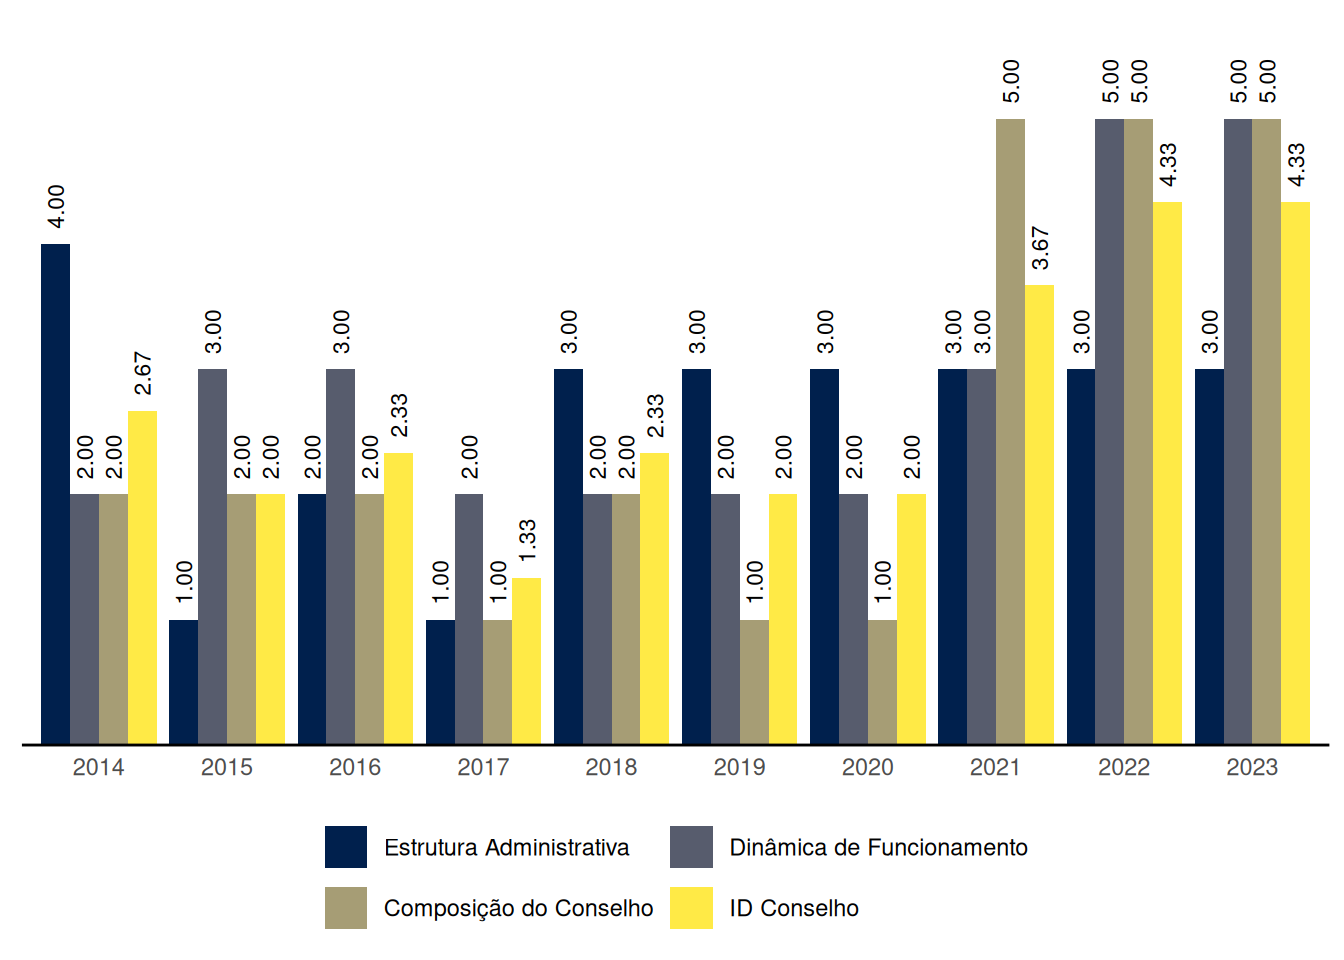 4.00 2.00 2.00 2.67 1.00 3.00 2.00 2.00 2.00 3.00 2.00 2.33 1.00 2.00 1.00 1.33 3.00 2.00 2.00 2.33 3.00 2.00 1.00 2.00 3.00 2.00 1.00 2.00 3.00 3.00 5.00 3.67 3.00 5.00 5.00 4.33 3.00 5.00 5.00 4.33
2014 2015 2016 2017 2018 2019 2020 2021 2022 2023
Estrutura Administrativa Dinâmica de Funcionamento
Composição do Conselho ID Conselho